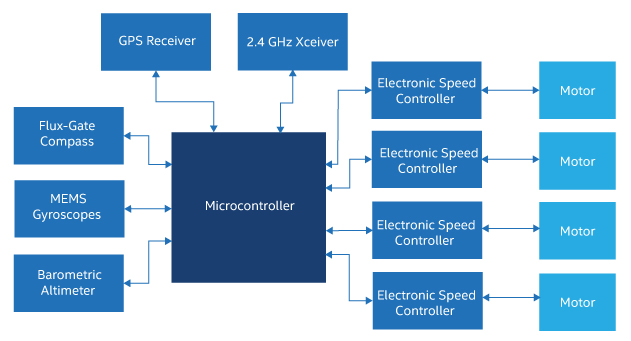 GPS Receiver
2.4 GHz Xceiver
Electronic Speed
Controller
Motor
Flux-Gate
Compass
Electronic Speed
Controller
Motor
MEMS
Gyroscopes
Microcontroller
Electronic Speed
Controller
Motor
Barometric
Altimeter
Electronic Speed
Controller
Motor